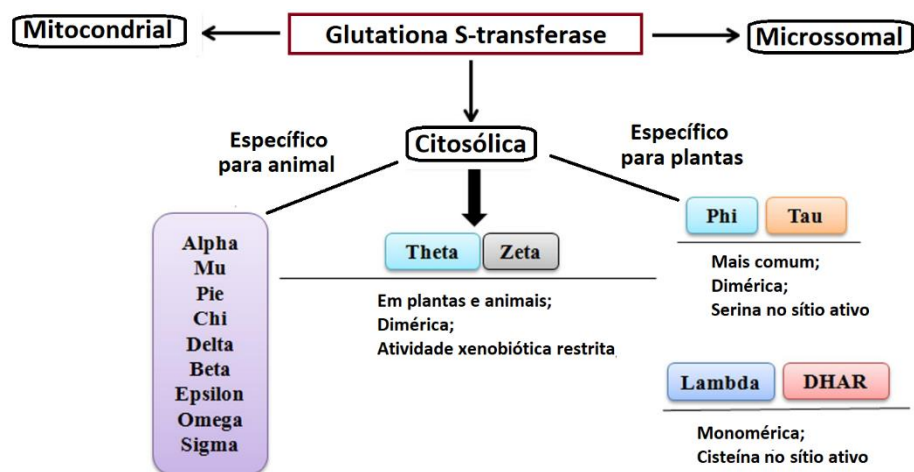 Mitocondrial
Glutationa S-transferase
Microssomal
Específico
para animal
Citosólica
Específico
para plantas
Alpha
Mu
Pie
Chi
Delta
Beta
Epsilon
Omega
Sigma
Theta
Zeta
Em plantas e animais;
Dimérica;
Atividade xenobiótica restrita
Phi
Tau
Mais comum;
Dimérica;
Serina no sítio ativo
Lambda
DHAR
Monomérica;
Cisteína no sítio ativo